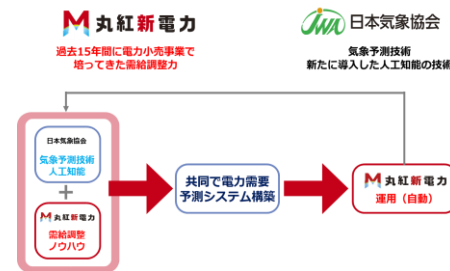 丸紅新電力
過去15年間に電力小売事業で
培ってきた需給調整力
JWA 日本気象協会
気象予測技術
新たに導入した人工知能の技術
日本気象協会
気象予測技術
人工知能
+
丸紅新電力
需給調整
ノウハウ
共同で電力需要
予測システム構築
丸紅新電力
運用（自動）